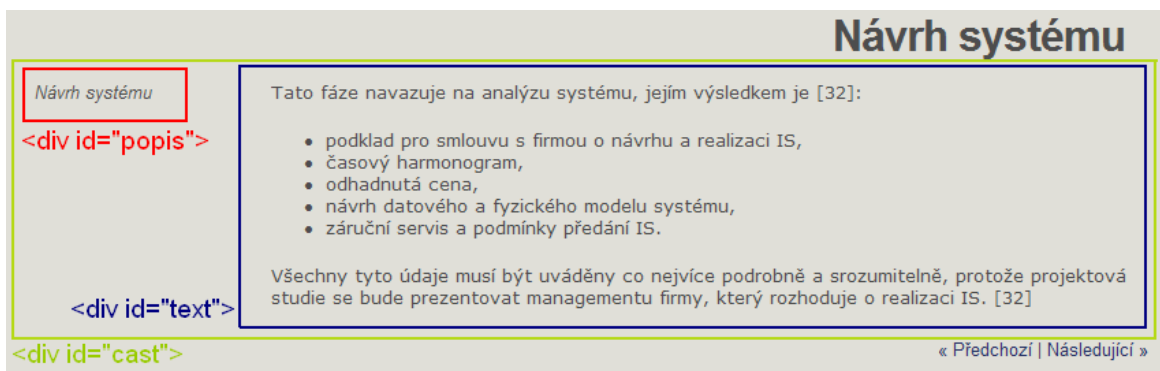 Návrh systému
Návrh systému
<div id="popis">
Tato fáze navazuje na analýzu systému, jejím výsledkem je [32]:
• podklad pro smlouvu s firmou o návrhu a realizaci IS,
• časový harmonogram,
• odhadnutá cena,
• návrh datového a fyzického modelu systému,
• záruční servis a podmínky předání IS.
Všechny tyto údaje musí být uváděny co nejvíce podrobně a srozumitelně, protože projektová
studie se bude prezentovat managementu firmy, který rozhoduje o realizaci IS. [32]
<div id="text">
<div id="cast">
« Předchozí | Následující »